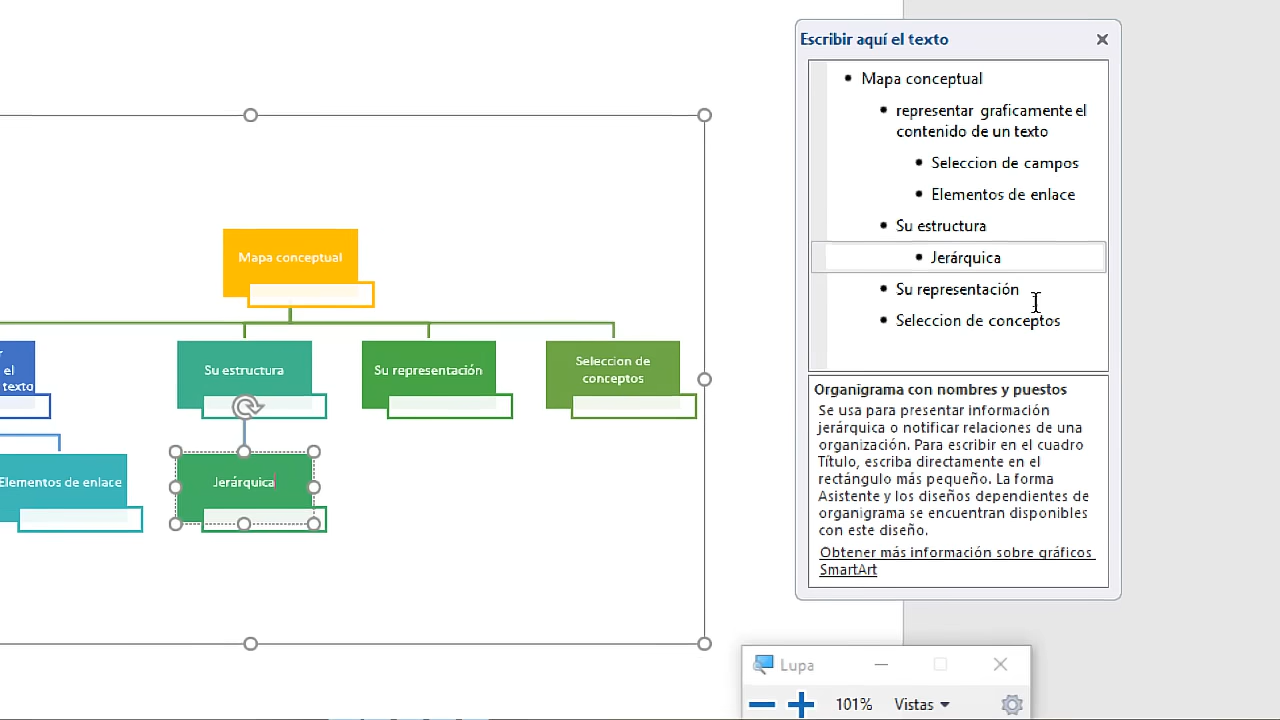 Escribir aquí el texto
Mapa conceptual
representar graficamente el
contenido de un texto
Seleccion de campos
Elementos de enlace
Su estructura
Jerárquica
Su representación
Seleccion de conceptos
Organigrama con nombres y puestos
Se usa para presentar información
jerárquica o notificar relaciones de una
organización. Para escribir en el cuadro
Título, escriba directamente en el
rectángulo más pequeño. La forma
Asistente y los diseños dependientes de
organigrama se encuentran disponibles
con este diseño.
Obtener más información sobre gráficos
SmartArt
Mapa conceptual
r
el
texto
Su estructura
Su representación
Seleccion de
conceptos
Elementos de enlace
Jerárquica
Lupa
101% Vistas